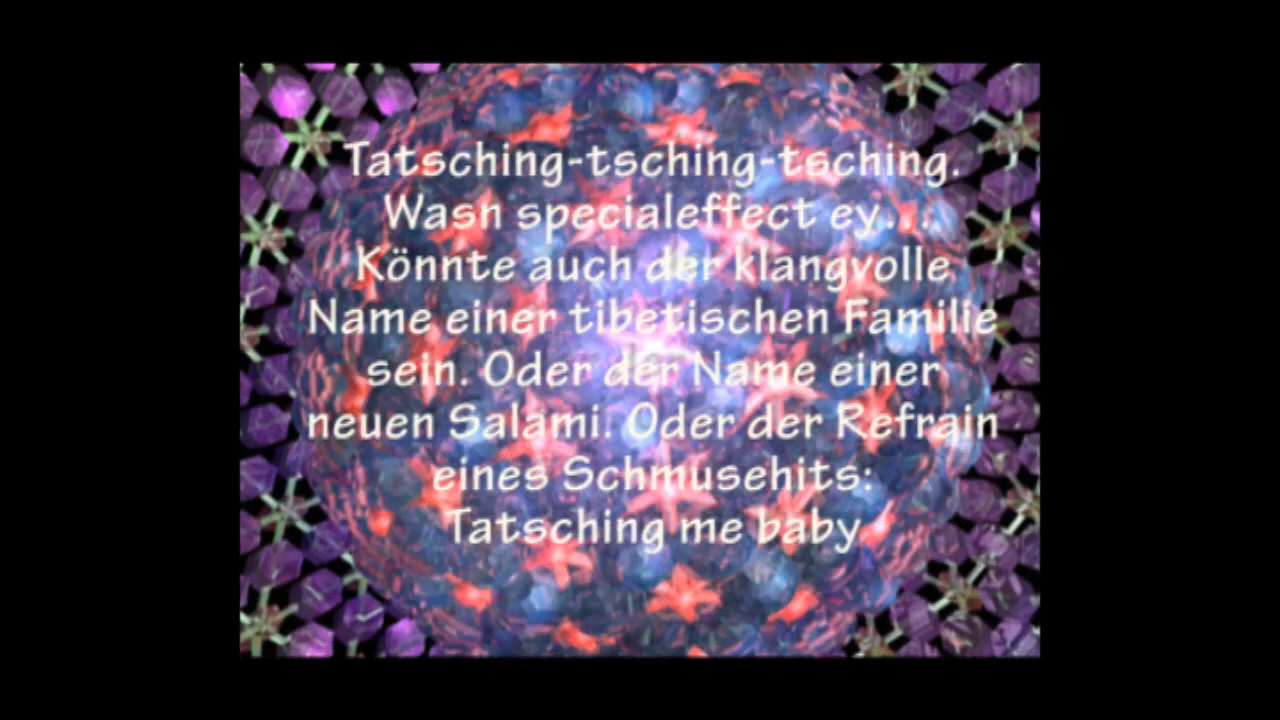 Tatsching-tsching-tsching.
Wasn specialeffect ey...
Könnte auch der klangvolle
Name einer tibetischen Familie
sein. Oder der Name einer
neuen Salami. Oder der Refrain
eines Schmusehits:
Tatsching me baby